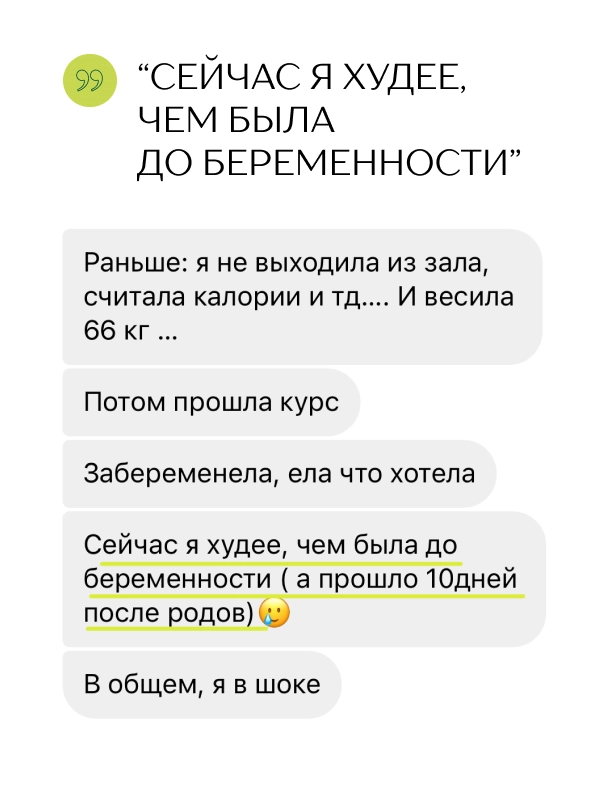 “СЕЙЧАС Я ХУДЕЕ,
ЧЕМ БЫЛА
ДО БЕРЕМЕННОСТИ”
Раньше: я не выходила из зала,
считала калории и тд.... И весила
66 кг ...
Потом прошла курс
Забеременела, ела что хотела
Сейчас я худее, чем была до
беременности ( а прошло 10дней
после родов)🥲
В общем, я в шоке